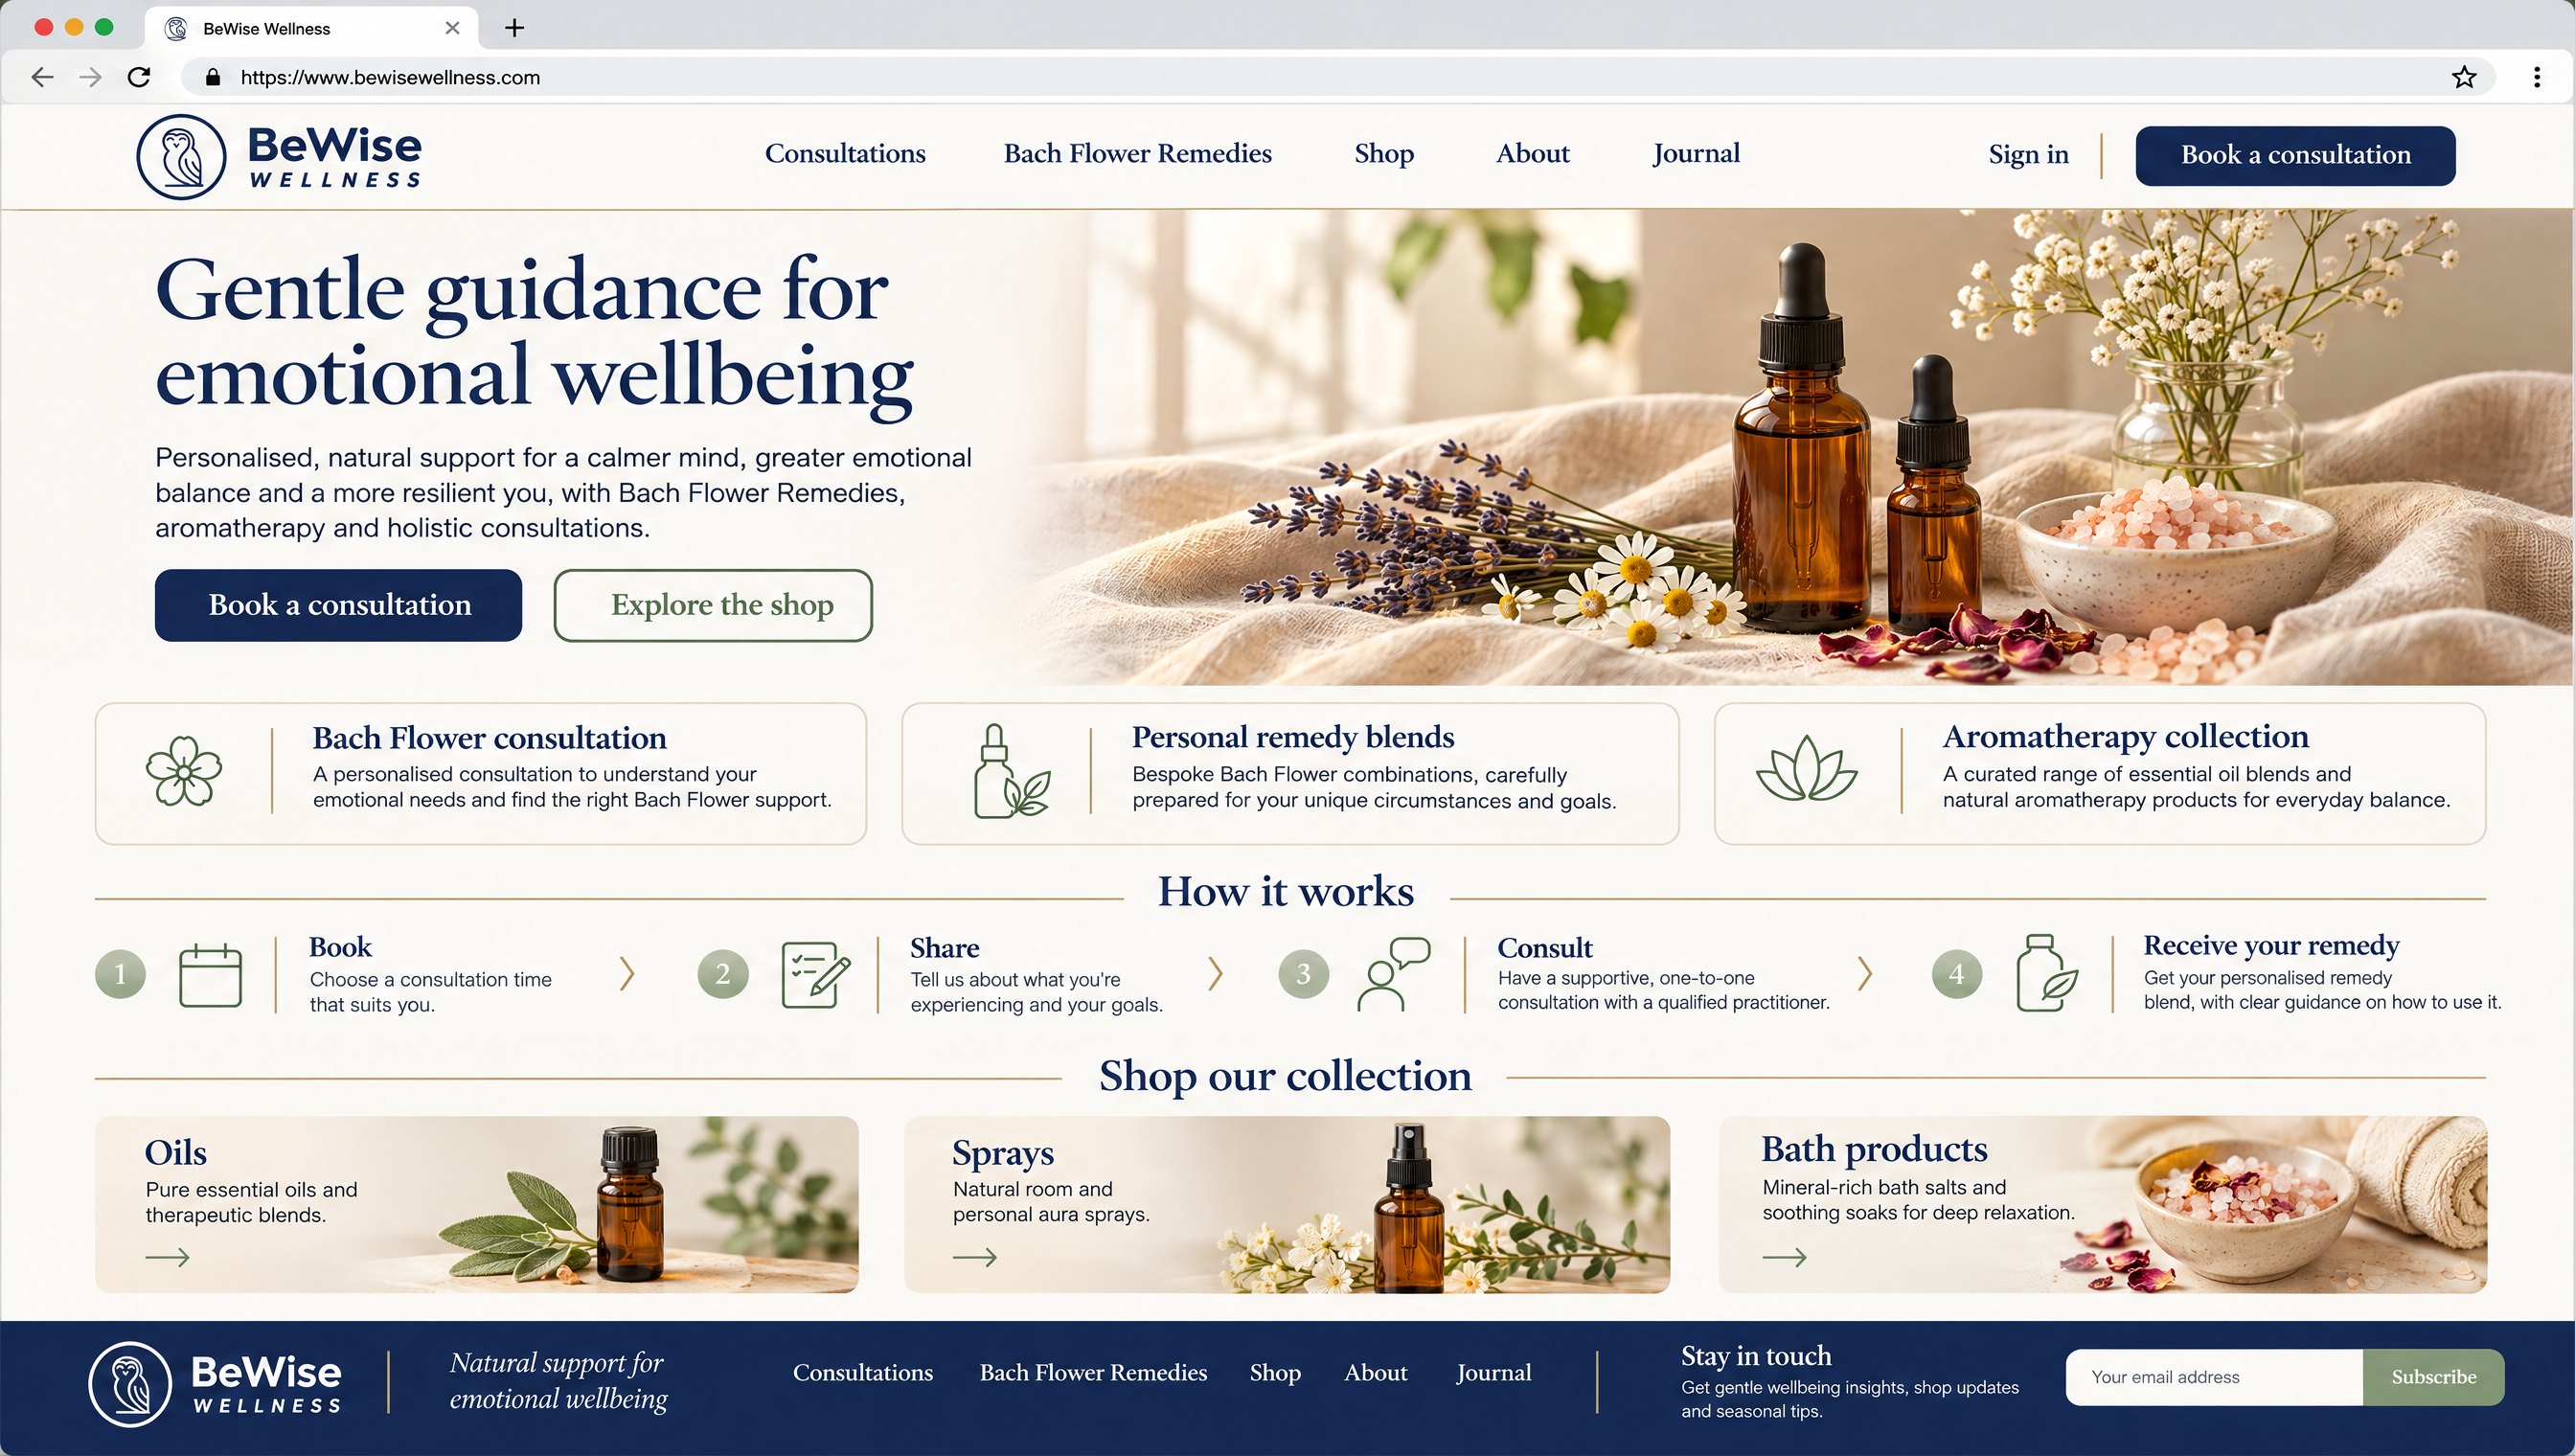 BeWise Wellness
https://www.bewisewellness.com
BeWise
WELLNESS
Consultations
Bach Flower Remedies
Shop
About
Journal
Sign in
Book a consultation
Gentle guidance for
emotional wellbeing
Personalised, natural support for a calmer mind, greater emotional
balance and a more resilient you, with Bach Flower Remedies,
aromatherapy and holistic consultations.
Book a consultation
Explore the shop
Bach Flower consultation
A personalised consultation to understand your
emotional needs and find the right Bach Flower support.
Personal remedy blends
Bespoke Bach Flower combinations, carefully
prepared for your unique circumstances and goals.
Aromatherapy collection
A curated range of essential oil blends and
natural aromatherapy products for everyday balance.
How it works
1
Book
Choose a consultation time
that suits you.
2
Share
Tell us about what you're
experiencing and your goals.
3
Consult
Have a supportive, one-to-one
consultation with a qualified practitioner.
4
Receive your remedy
Get your personalised remedy
blend, with clear guidance on how to use it.
Shop our collection
Oils
Pure essential oils and
therapeutic blends.
Sprays
Natural room and
personal aura sprays.
Bath products
Mineral-rich bath salts and
soothing soaks for deep relaxation.
BeWise
WELLNESS
Natural support for
emotional wellbeing
Consultations
Bach Flower Remedies
Shop
About
Journal
Stay in touch
Get gentle wellbeing insights, shop updates
and seasonal tips.
Your email address
Subscribe